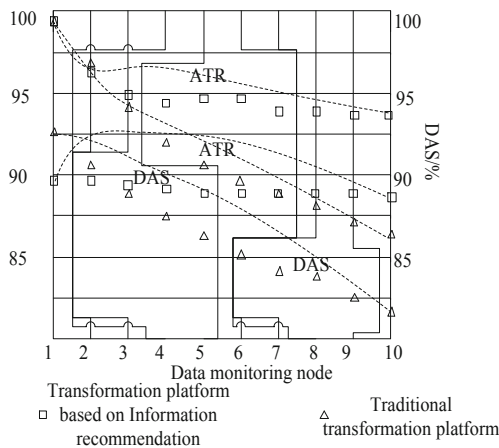 100
95
90
85
ATR
ATR
DAS
DAS
100
95
90
85
DAS/%
1 2 3 4 5 6 7 8 9 10
Data monitoring node
Transformation platform
based on Information
recommendation
Traditional
transformation platform